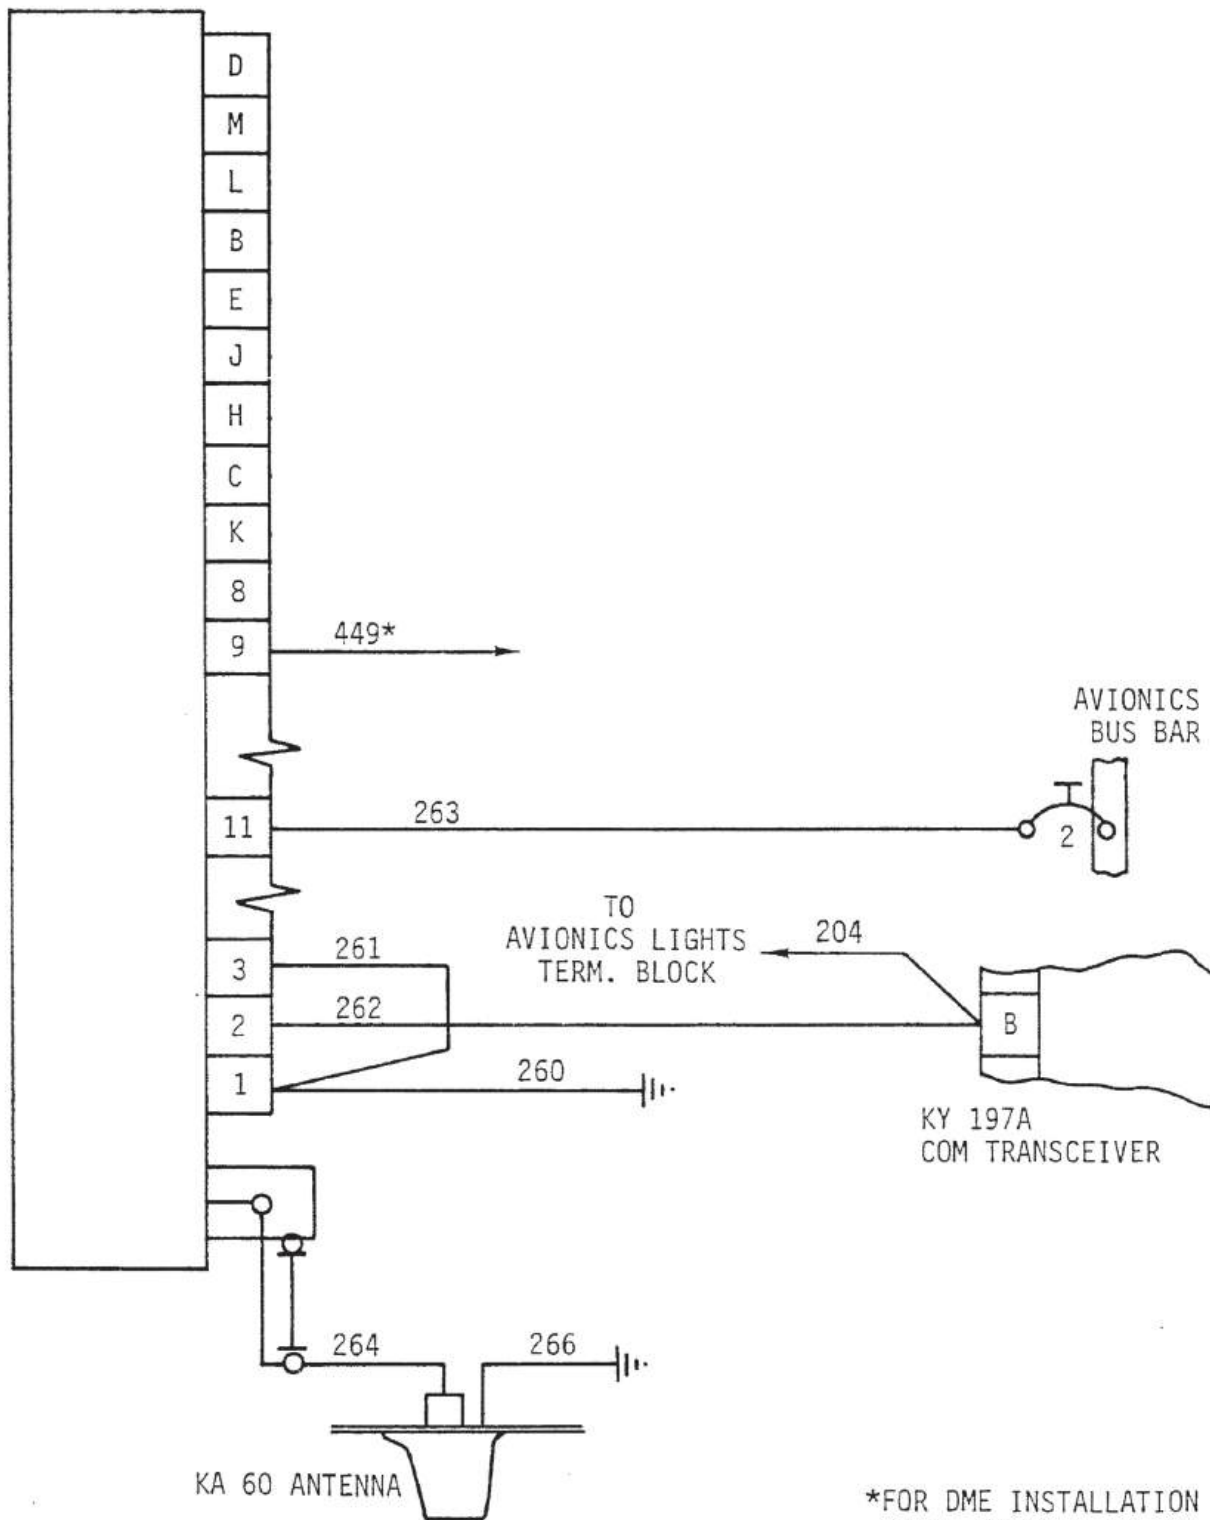 D
M
L
B
E
J
H
C
K
8
9
449*
AVIONICS
BUS BAR
11
263
2
TO
AVIONICS LIGHTS
TERM. BLOCK
204
3
261
2
262
B
1
260
KY 197A
COM TRANSCEIVER
264
266
KA 60 ANTENNA
*FOR DME INSTALLATION